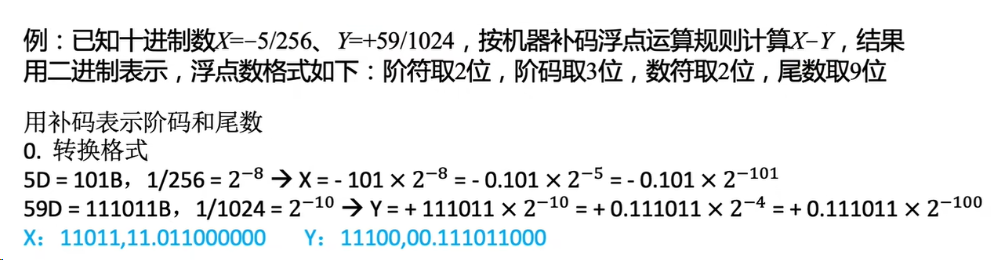 例：已知十进制数X=−5/256、Y=+59/1024，按机器补码浮点运算规则计算X−Y，结果
用二进制表示，浮点数格式如下：阶符取2位，阶码取3位，数符取2位，尾数取9位
用补码表示阶码和尾数
0. 转换格式
5D = 101B，1/256 = 2⁻⁸ → X = - 101 × 2⁻⁸ = - 0.101 × 2⁻⁵ = - 0.101 × 2⁻¹⁰¹
59D = 111011B，1/1024 = 2⁻¹⁰ → Y = + 111011 × 2⁻¹⁰ = + 0.111011 × 2⁻⁴ = + 0.111011 × 2⁻¹⁰⁰
X：11011,11.011000000 Y：11100,00.111011000